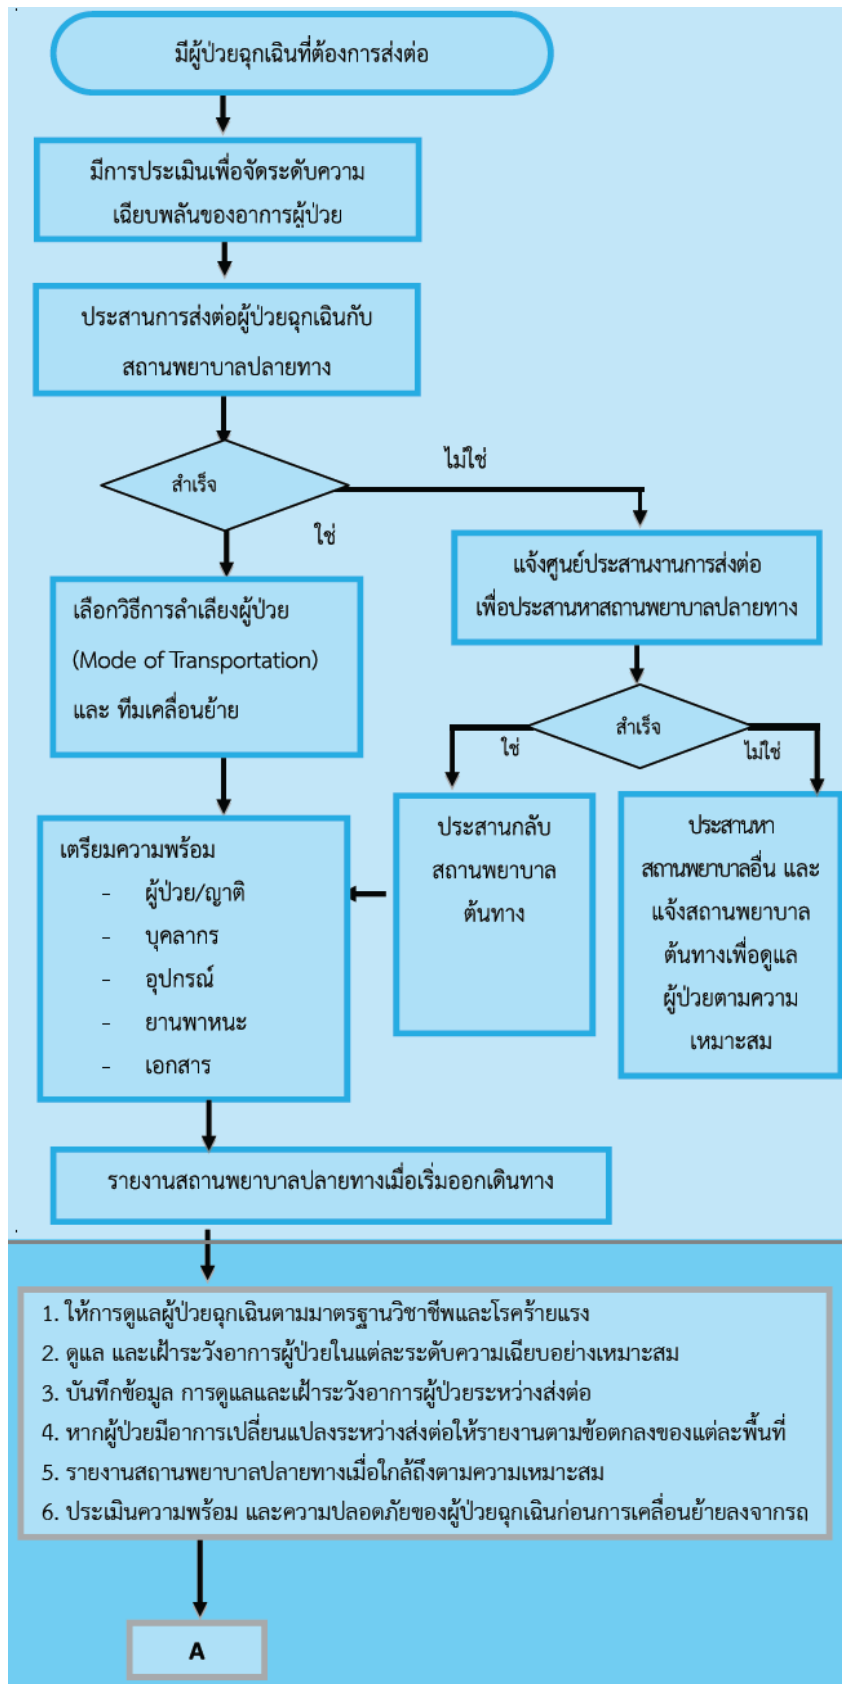 มีผู้ป่วยฉุกเฉินที่ต้องการส่งต่อ
มีการประเมินเพื่อจัดระดับความ
เฉียบพลันของอาการผู้ป่วย
ประสานการส่งต่อผู้ป่วยฉุกเฉินกับ
สถานพยาบาลปลายทาง
สำเร็จ
ไม่ใช่
ใช่
แจ้งศูนย์ประสานงานการส่งต่อ
เพื่อประสานหาสถานพยาบาลปลายทาง
เลือกวิธีการลำเลียงผู้ป่วย
(Mode of Transportation)
และ ทีมเคลื่อนย้าย
สำเร็จ
ใช่
ไม่ใช่
ประสานกลับ
สถานพยาบาล
ต้นทาง
ประสานหา
สถานพยาบาลอื่น และ
แจ้งสถานพยาบาล
ต้นทางเพื่อดูแล
ผู้ป่วยตามความ
เหมาะสม
เตรียมความพร้อม
- ผู้ป่วย/ญาติ
- บุคลากร
- อุปกรณ์
- ยานพาหนะ
- เอกสาร
รายงานสถานพยาบาลปลายทางเมื่อเริ่มออกเดินทาง
1. ให้การดูแลผู้ป่วยฉุกเฉินตามมาตรฐานวิชาชีพและโรคร้ายแรง
2. ดูแล และเฝ้าระวังอาการผู้ป่วยในแต่ละระดับความเฉียบอย่างเหมาะสม
3. บันทึกข้อมูล การดูแลและเฝ้าระวังอาการผู้ป่วยระหว่างส่งต่อ
4. หากผู้ป่วยมีอาการเปลี่ยนแปลงระหว่างส่งต่อให้รายงานตามข้อตกลงของแต่ละพื้นที่
5. รายงานสถานพยาบาลปลายทางเมื่อใกล้ถึงตามความเหมาะสม
6. ประเมินความพร้อม และความปลอดภัยของผู้ป่วยฉุกเฉินก่อนการเคลื่อนย้ายลงจากรถ
A